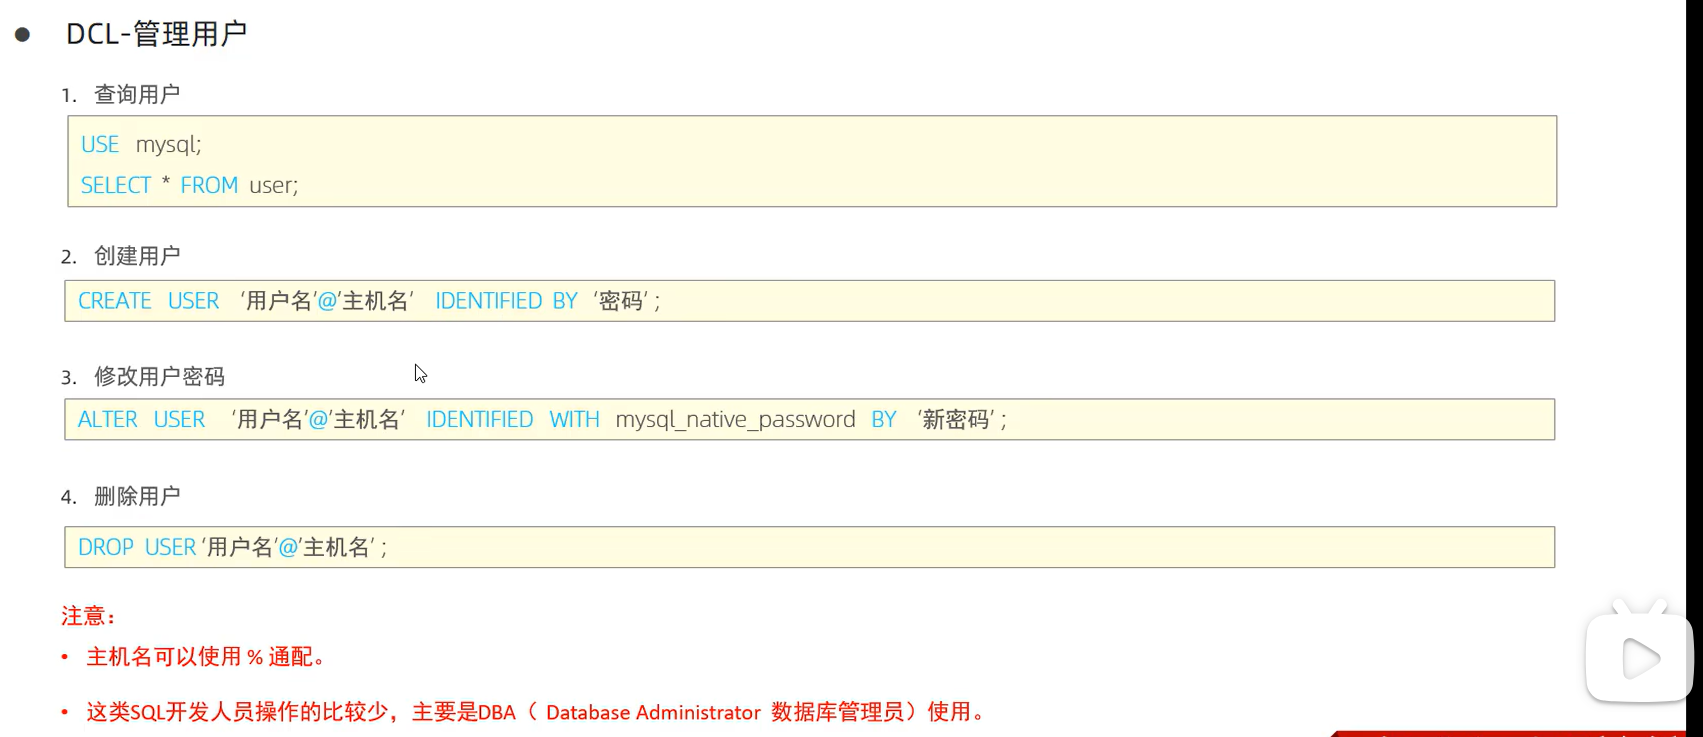 ● DCL-管理用户
1. 查询用户
USE mysql;
SELECT * FROM user;
2. 创建用户
CREATE USER ‘用户名’@’主机名’ IDENTIFIED BY ‘密码’ ;
3. 修改用户密码
ALTER USER ‘用户名’@’主机名’ IDENTIFIED WITH mysql_native_password BY ‘新密码’ ;
4. 删除用户
DROP USER ‘用户名’@’主机名’ ;
注意：
• 主机名可以使用 % 通配。
• 这类SQL开发人员操作的比较少，主要是DBA（ Database Administrator 数据库管理员）使用。